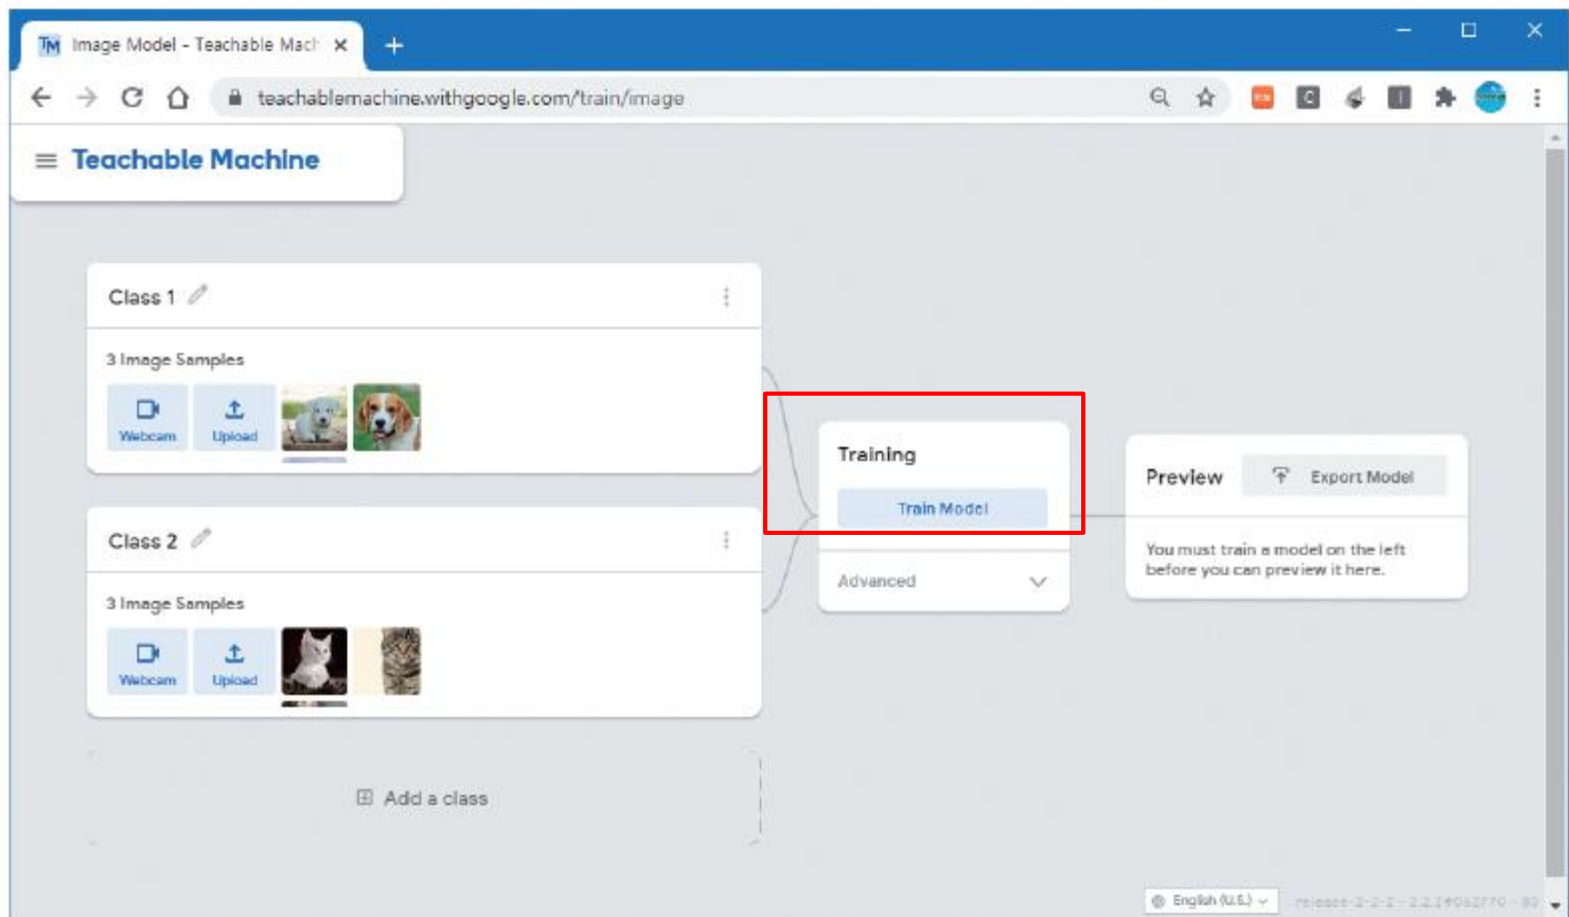 Image Model - Teachable Mach
teachablemachine.withgoogle.com/train/image
Teachable Machine
Class 1
3 Image Samples
Webcam
Upload
Training
Train Model
Advanced
Preview
Export Model
You must train a model on the left
before you can preview it here.
Class 2
3 Image Samples
Webcam
Upload
Add a class
English (U.S.)